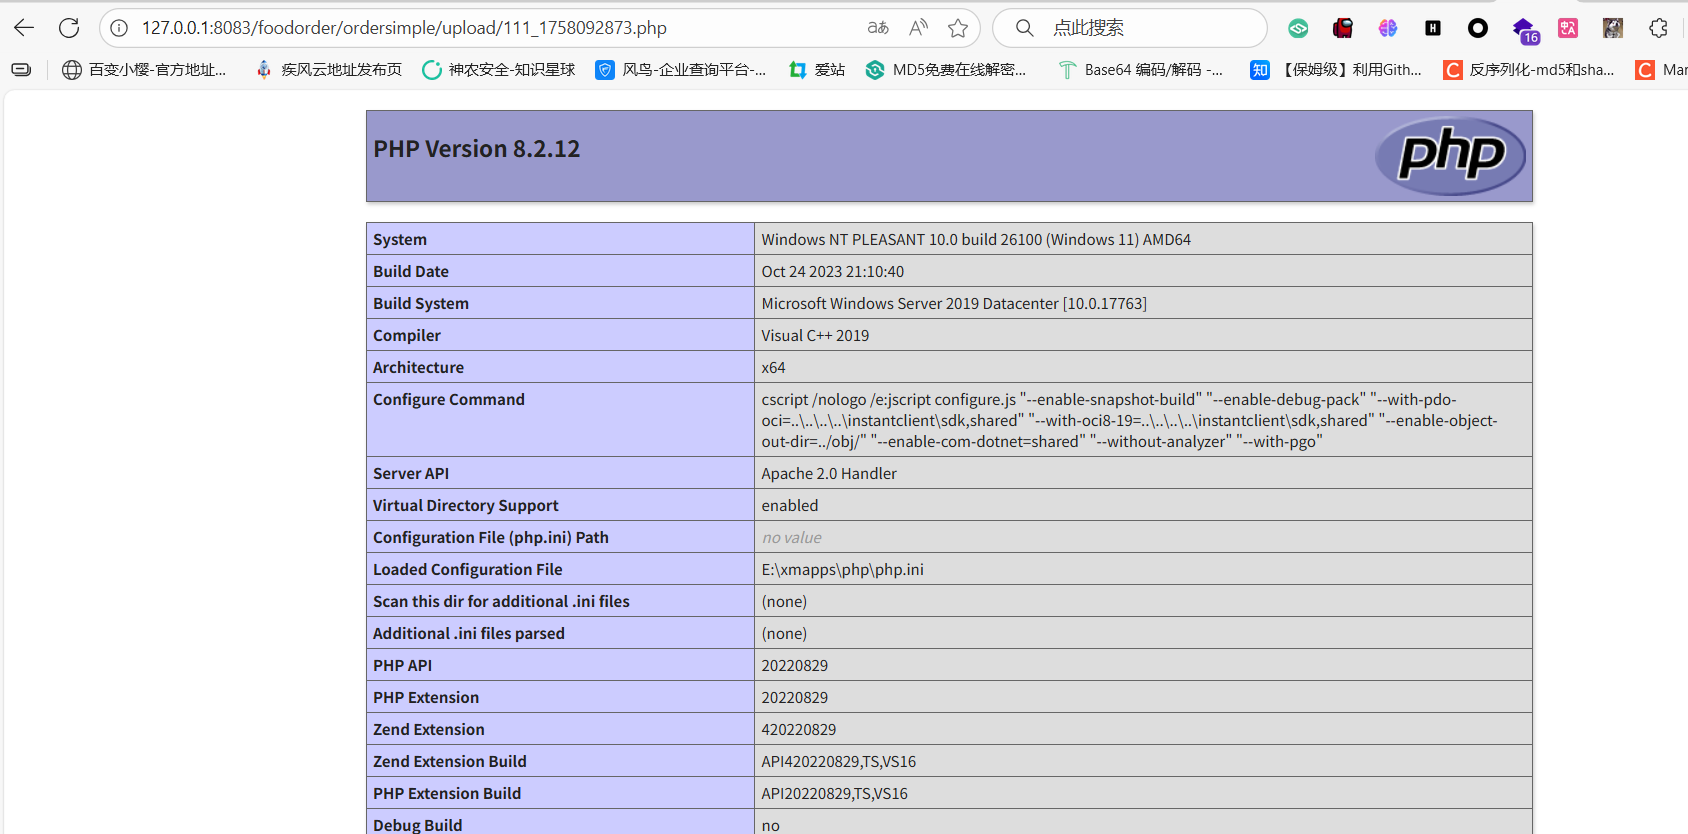 127.0.0.1:8083/foodorder/ordersimple/upload/111_1758092873.php
点此搜索
16
百变小樱-官方地址...
疾风云地址发布页
神农安全-知识星球
风鸟-企业查询平台-...
爱站
MD5免费在线解密...
Base64 编码/解码 -...
知 【保姆级】利用Gith...
C 反序列化-md5和sha...
C Mar
PHP Version 8.2.12
php
System Windows NT PLEASANT 10.0 build 26100 (Windows 11) AMD64
Build Date Oct 24 2023 21:10:40
Build System Microsoft Windows Server 2019 Datacenter [10.0.17763]
Compiler Visual C++ 2019
Architecture x64
Configure Command cscript /nologo /e:jscript configure.js "--enable-snapshot-build" "--enable-debug-pack" "--with-pdo-
oci=..\..\..\..\instantclient\sdk,shared" "--with-oci8-19=..\..\..\..\instantclient\sdk,shared" "--enable-object-
out-dir=../obj/" "--enable-com-dotnet=shared" "--without-analyzer" "--with-pgo"
Server API Apache 2.0 Handler
Virtual Directory Support enabled
Configuration File (php.ini) Path no value
Loaded Configuration File E:\xmapps\php\php.ini
Scan this dir for additional .ini files (none)
Additional .ini files parsed (none)
PHP API 20220829
PHP Extension 20220829
Zend Extension 420220829
Zend Extension Build API420220829,TS,VS16
PHP Extension Build API20220829,TS,VS16
Debug Build no